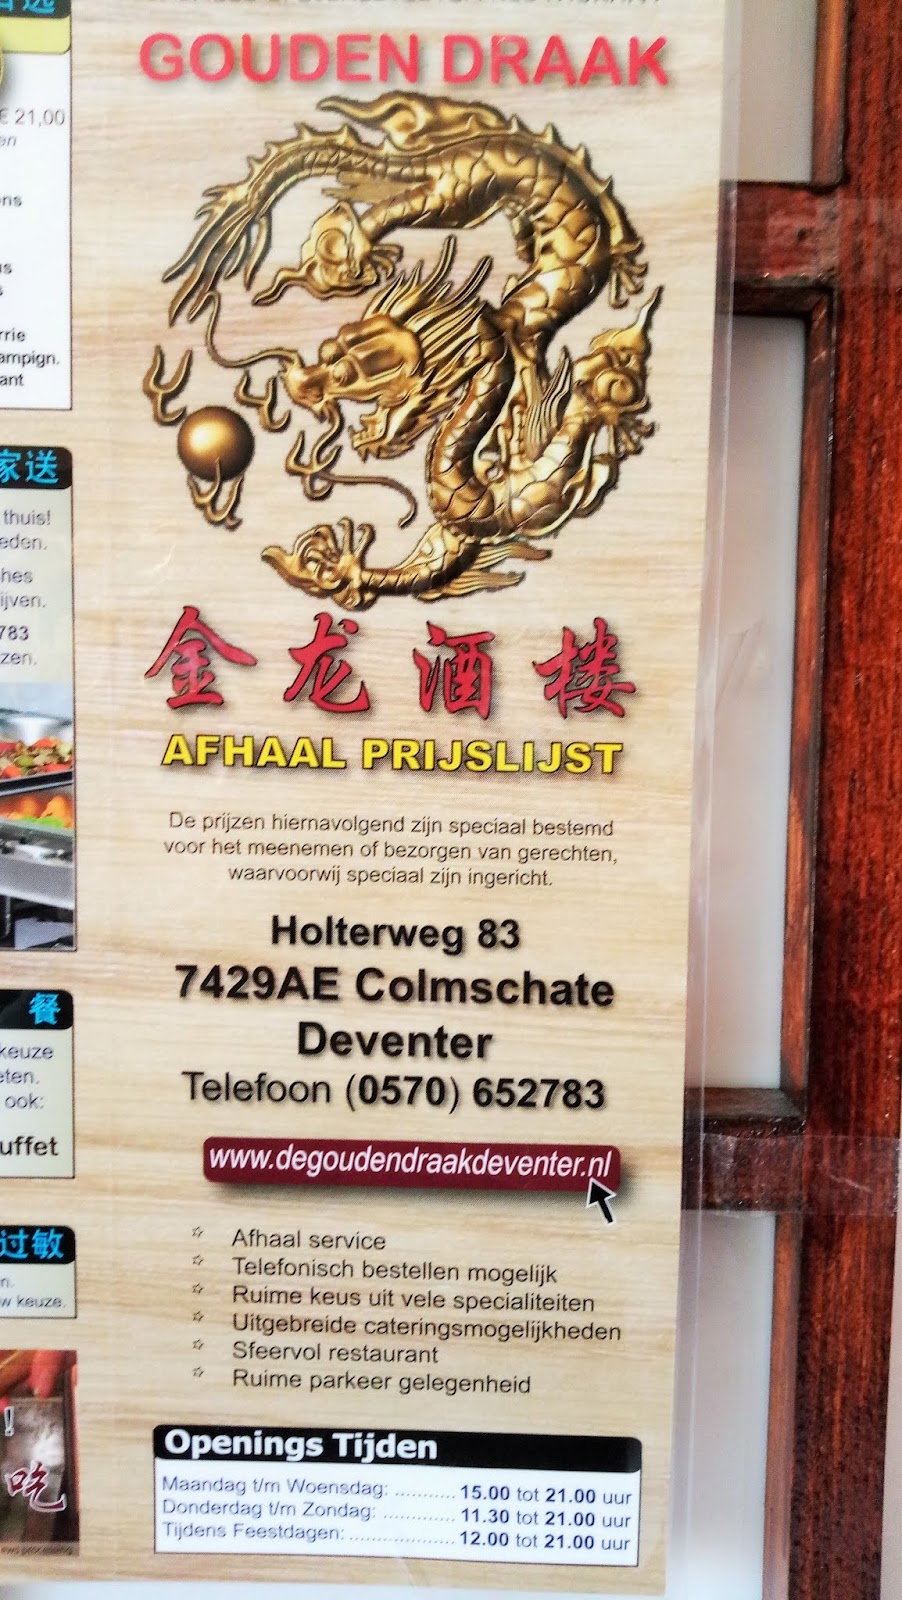 GOUDEN DRAAK
金龙酒楼
AFHAAL PRIJSLIJST
De prijzen hiernavolgend zijn speciaal bestemd
voor het meenemen of bezorgen van gerechten,
waarvoorwij speciaal zijn ingericht.
Holterweg 83
7429AE Colmschate
Deventer
Telefoon (0570) 652783
www.degoudendraakdeventer.nl
Afhaal service
Telefonisch bestellen mogelijk
Ruime keus uit vele specialiteiten
Uitgebreide cateringsmogelijkheden
Sfeervol restaurant
Ruime parkeer gelegenheid
Openings Tijden
Maandag t/m Woensdag: ........... 15.00 tot 21.00 uur
Donderdag t/m Zondag: ............. 11.30 tot 21.00 uur
Tijdens Feestdagen: ................... 12.00 tot 21.00 uur
€ 21,00
家送
thuis!
783
餐
keuze
ook:
过敏
w keuze.
!
吃